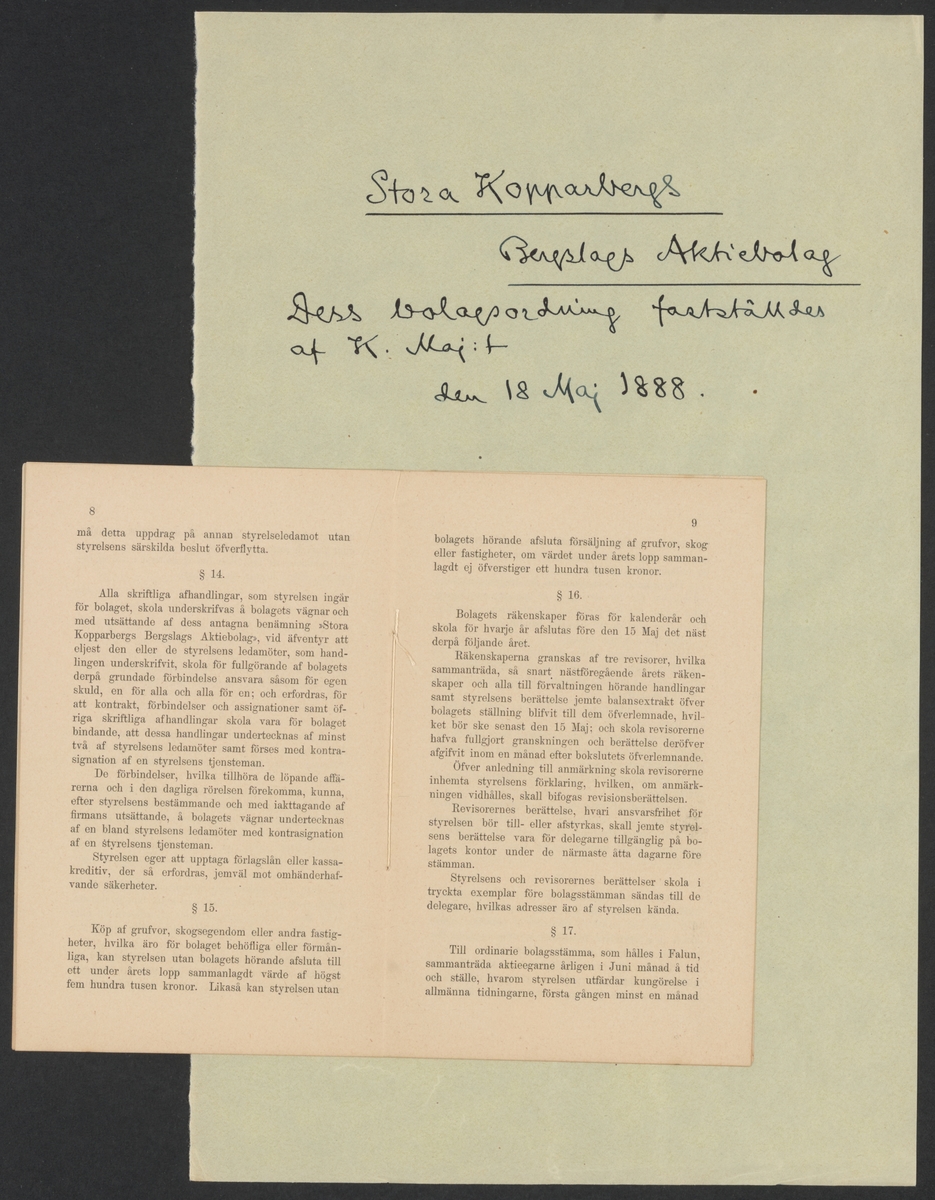 Stora Kopparbergs
Bergslags Aktiebolag
Dess bolagsordning fastställdes
af K. Maj:t
den 18 Maj 1888.
8
må detta uppdrag på annan styrelseledamot utan
styrelsens särskilda beslut öfverflytta.
§ 14.
Alla skriftliga afhandlingar, som styrelsen ingår
för bolaget, skola underskrifvas å bolagets vägnar och
med utsättande af dess antagna benämning »Stora
Kopparbergs Bergslags Aktiebolag», vid äfventyr att
eljest den eller de styrelsens ledamöter, som hand-
lingen underskrifvit, skola för fullgörande af bolagets
derpå grundade förbindelse ansvara såsom för egen
skuld, en för alla och alla för en; och erfordras, för
att kontrakt, förbindelser och assignationer samt öf-
riga skriftliga afhandlingar skola vara för bolaget
bindande, att dessa handlingar undertecknas af minst
två af styrelsens ledamöter samt förses med kontra-
signation af en styrelsens tjensteman.
De förbindelser, hvilka tillhöra de löpande affä-
rerna och i den dagliga rörelsen förekomma, kunna,
efter styrelsens bestämmande och med iakttagande af
firmans utsättande, å bolagets vägnar undertecknas
af en bland styrelsens ledamöter med kontrasignation
af en styrelsens tjensteman.
Styrelsen eger att upptaga förlagslån eller kassa-
kreditiv, der så erfordras, jemväl mot omhänderhaf-
vande säkerheter.
§ 15.
Köp af grufvor, skogsegendom eller andra fastig-
heter, hvilka äro för bolaget behöfliga eller förmån-
liga, kan styrelsen utan bolagets hörande afsluta till
ett under årets lopp sammanlagdt värde af högst
fem hundra tusen kronor. Likaså kan styrelsen utan
9
bolagets hörande afsluta försäljning af grufvor, skog
eller fastigheter, om värdet under årets lopp samman-
lagdt ej öfverstiger ett hundra tusen kronor.
§ 16.
Bolagets räkenskaper föras för kalenderår och
skola för hvarje år afslutas före den 15 Maj det näst
derpå följande året.
Räkenskaperna granskas af tre revisorer, hvilka
sammanträda, så snart nästföregående årets räken-
skaper och alla till förvaltningen hörande handlingar
samt styrelsens berättelse jemte balansextrakt öfver
bolagets ställning blifvit till dem öfverlemnade, hvil-
ket bör ske senast den 15 Maj; och skola revisorerne
hafva fullgjort granskningen och berättelse deröfver
afgifvit inom en månad efter bokslutets öfverlemnande.
Öfver anledning till anmärkning skola revisorerne
inhemta styrelsens förklaring, hvilken, om anmärk-
ningen vidhålles, skall bifogas revisionsberättelsen.
Revisorernes berättelse, hvari ansvarsfrihet för
styrelsen bör till- eller afstyrkas, skall jemte styrel-
sens berättelse vara för delegarne tillgänglig på bo-
lagets kontor under de närmaste åtta dagarne före
stämman.
Styrelsens och revisorernes berättelser skola i
tryckta exemplar före bolagsstämman sändas till de
delegare, hvilkas adresser äro af styrelsen kända.
§ 17.
Till ordinarie bolagsstämma, som hålles i Falun,
sammanträda aktieegarne årligen i Juni månad å tid
och ställe, hvarom styrelsen utfärdar kungörelse i
allmänna tidningarne, första gången minst en månad